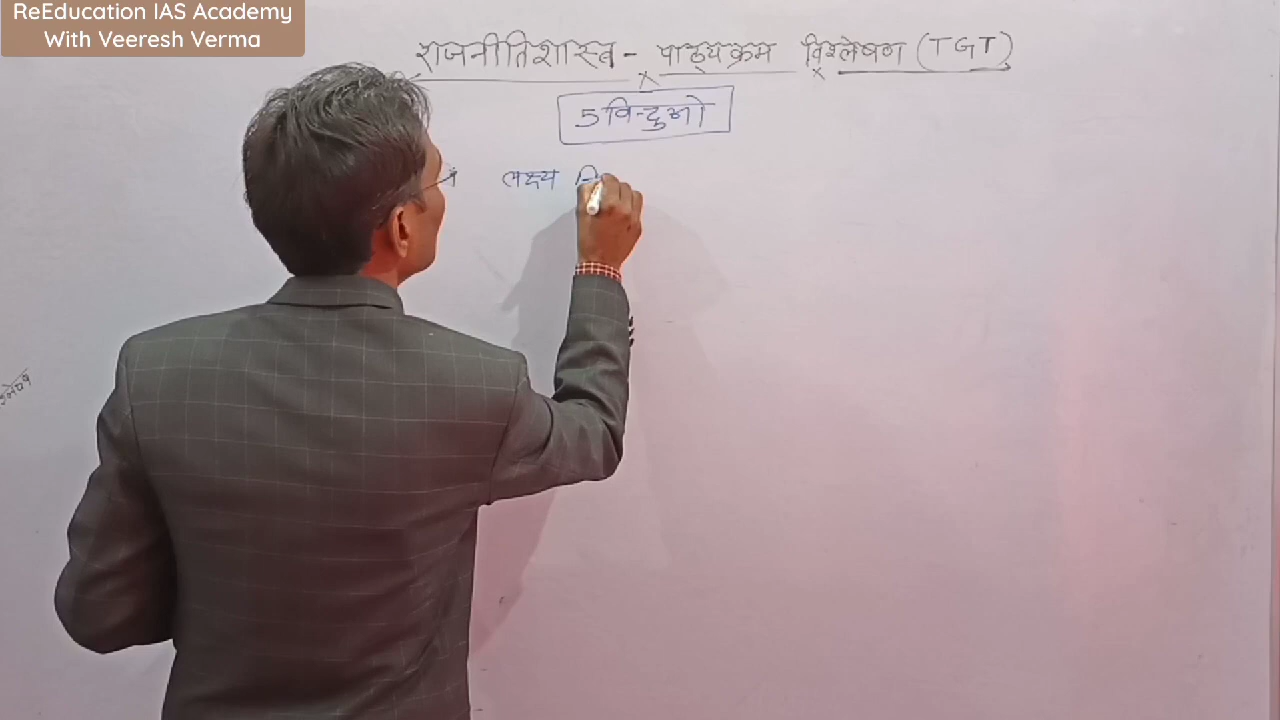 ReEducation IAS Academy
With Veeresh Verma
राजनीतिशास्त्र - पाठ्यक्रम विश्लेषण (TGT)
5 विन्दुओ
लक्ष्य